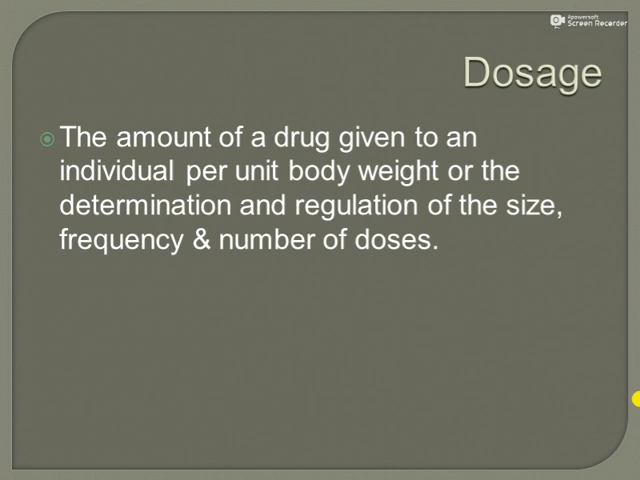 Apowersoft
Screen Recorder
Dosage
The amount of a drug given to an
individual per unit body weight or the
determination and regulation of the size,
frequency & number of doses.